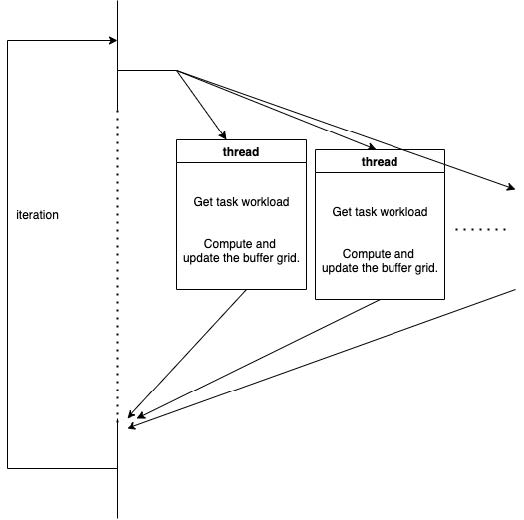 thread
thread
Get task workload
Get task workload
iteration
Compute and
update the buffer grid.
Compute and
update the buffer grid.